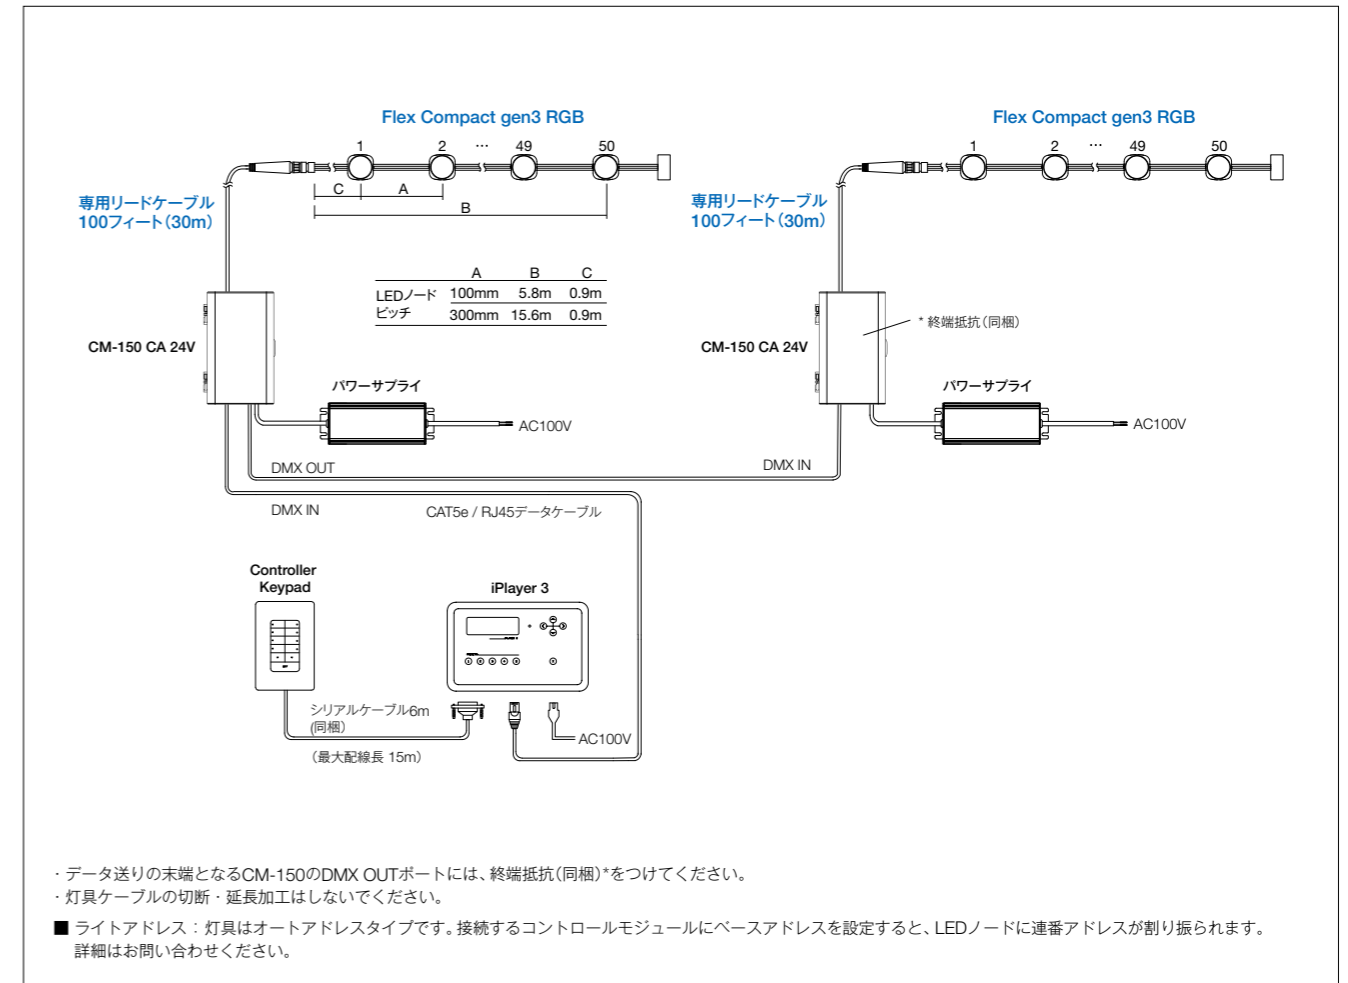 Flex Compact gen3 RGB
1 2 … 49 50
C A
B
専用リードケーブル
100フィート(30m)
A B C
LEDノード
ピッチ
100mm 5.8m 0.9m
300mm 15.6m 0.9m
CM-150 CA 24V
パワーサプライ
AC100V
DMX OUT
DMX IN
CAT5e / RJ45データケーブル
Flex Compact gen3 RGB
1 2 … 49 50
専用リードケーブル
100フィート(30m)
* 終端抵抗(同梱)
CM-150 CA 24V
パワーサプライ
AC100V
DMX IN
Controller
Keypad
iPlayer 3
シリアルケーブル6m
(同梱)
(最大配線長 15m)
AC100V
・データ送りの末端となるCM-150のDMX OUTポートには、終端抵抗(同梱)*をつけてください。
・灯具ケーブルの切断・延長加工はしないでください。
■ ライトアドレス：灯具はオートアドレスタイプです。接続するコントロールモジュールにベースアドレスを設定すると、LEDノードに連番アドレスが割り振られます。
詳細はお問い合わせください。